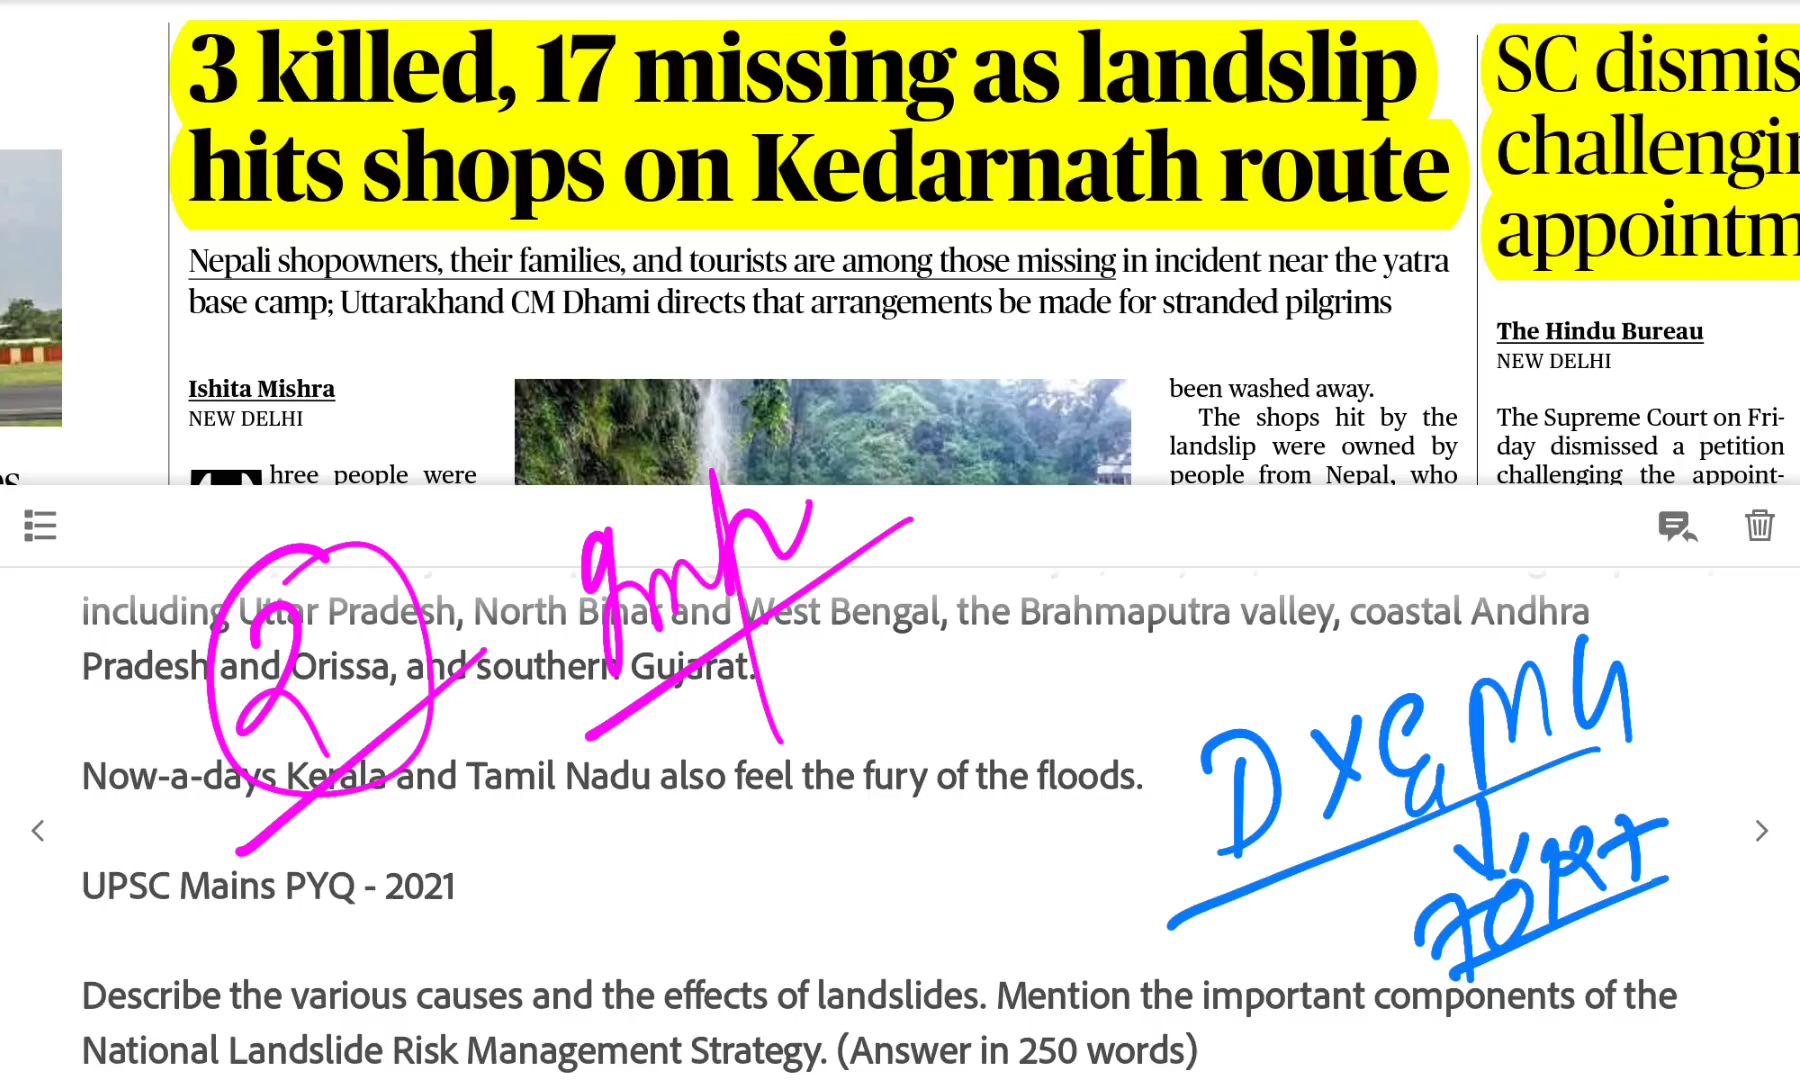 3 killed, 17 missing as landslip
hits shops on Kedarnath route
Nepali shopowners, their families, and tourists are among those missing in incident near the yatra
base camp; Uttarakhand CM Dhami directs that arrangements be made for stranded pilgrims
Ishita Mishra
NEW DELHI
hree people were
been washed away.
The shops hit by the
landslip were owned by
people from Nepal, who
SC dismis
challengin
appointm
The Hindu Bureau
NEW DELHI
The Supreme Court on Fri-
day dismissed a petition
challenging the appoint-
2
Imp
including Uttar Pradesh, North Bihar and West Bengal, the Brahmaputra valley, coastal Andhra
Pradesh and Orissa, and southern Gujarat.
Now-a-days Kerala and Tamil Nadu also feel the fury of the floods.
UPSC Mains PYQ - 2021
Describe the various causes and the effects of landslides. Mention the important components of the
National Landslide Risk Management Strategy. (Answer in 250 words)